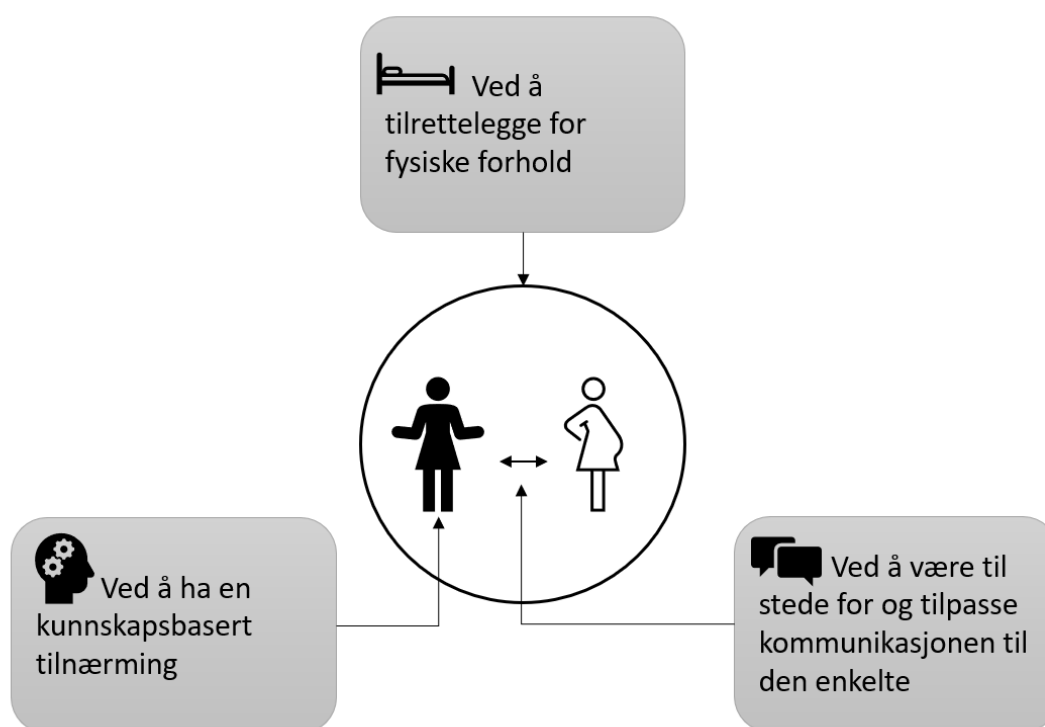 Ved å
tilrettelegge for
fysiske forhold
Ved å ha en
kunnskapsbasert
tilnærming
Ved å være til
stede for og tilpasse
kommunikasjonen til
den enkelte